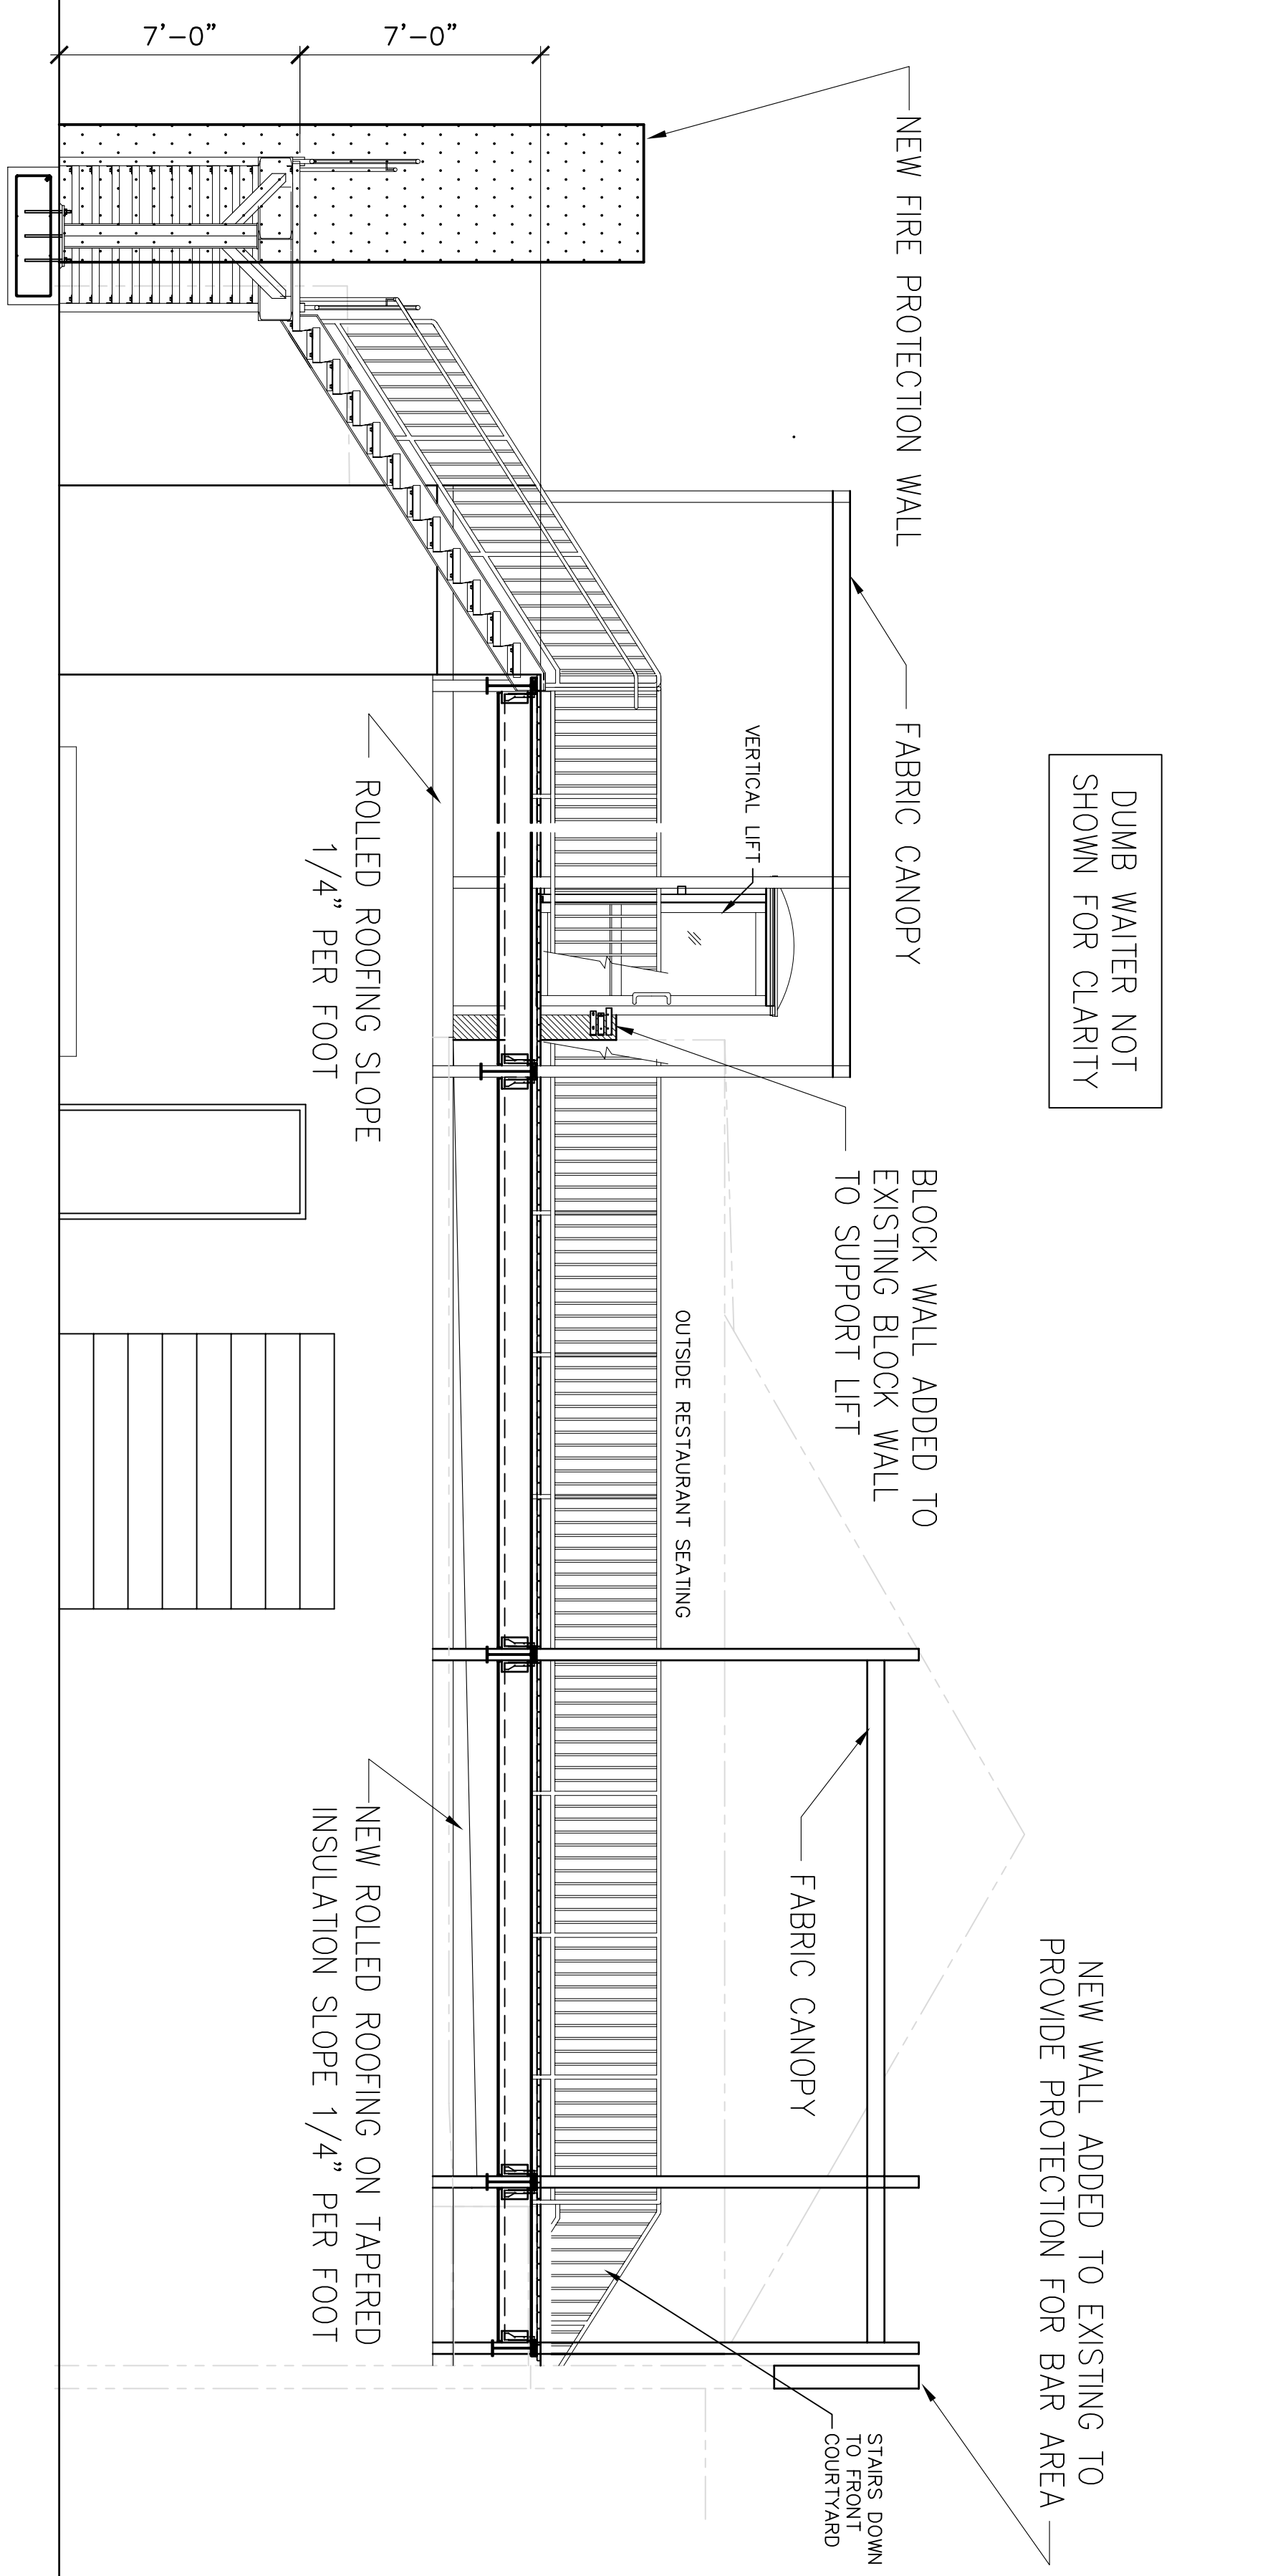 DUMB WAITER NOT
SHOWN FOR CLARITY
NEW WALL ADDED TO EXISTING TO
PROVIDE PROTECTION FOR BAR AREA
NEW FIRE PROTECTION WALL
FABRIC CANOPY
BLOCK WALL ADDED TO
EXISTING BLOCK WALL
TO SUPPORT LIFT
FABRIC CANOPY
STAIRS DOWN
TO FRONT
COURTYARD
VERTICAL LIFT
OUTSIDE RESTAURANT SEATING
7'-0"
7'-0"
ROLLED ROOFING SLOPE
1/4" PER FOOT
NEW ROLLED ROOFING ON TAPERED
INSULATION SLOPE 1/4" PER FOOT